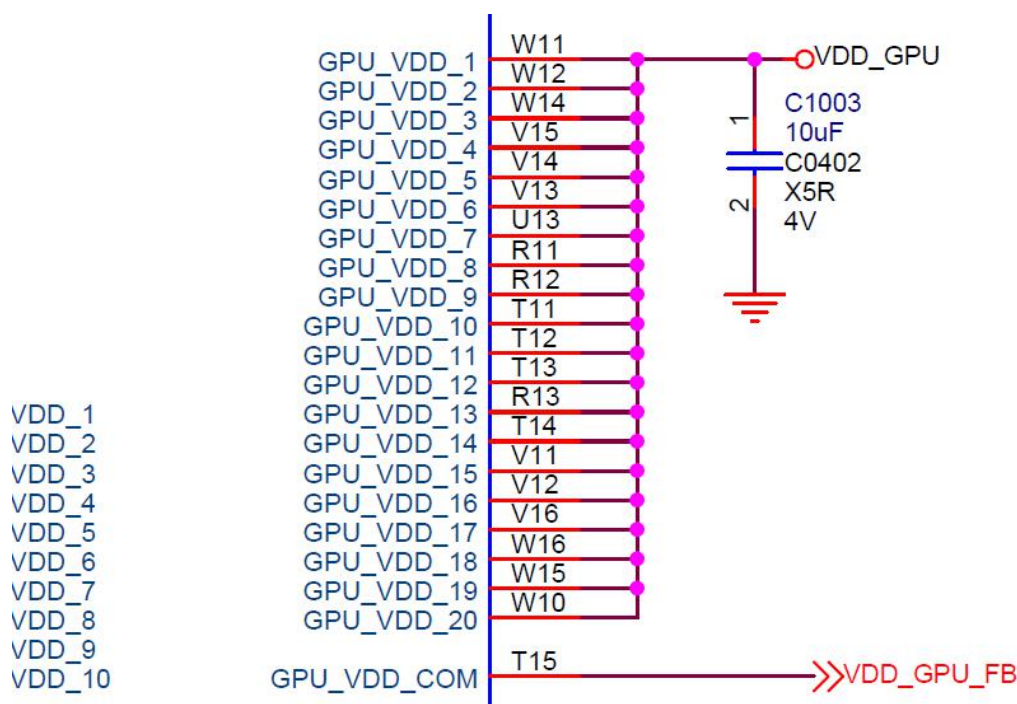 GPU_VDD_1 W11 VDD_GPU
GPU_VDD_2 W12
GPU_VDD_3 W14
GPU_VDD_4 V15
GPU_VDD_5 V14
GPU_VDD_6 V13
GPU_VDD_7 U13
GPU_VDD_8 R11
GPU_VDD_9 R12
GPU_VDD_10 T11
GPU_VDD_11 T12
GPU_VDD_12 T13
GPU_VDD_13 R13
GPU_VDD_14 T14
GPU_VDD_15 V11
GPU_VDD_16 V12
GPU_VDD_17 V16
GPU_VDD_18 W16
GPU_VDD_19 W15
GPU_VDD_20 W10
GPU_VDD_COM T15 VDD_GPU_FB
1
2
C1003
10uF
C0402
X5R
4V
VDD_1
VDD_2
VDD_3
VDD_4
VDD_5
VDD_6
VDD_7
VDD_8
VDD_9
VDD_10